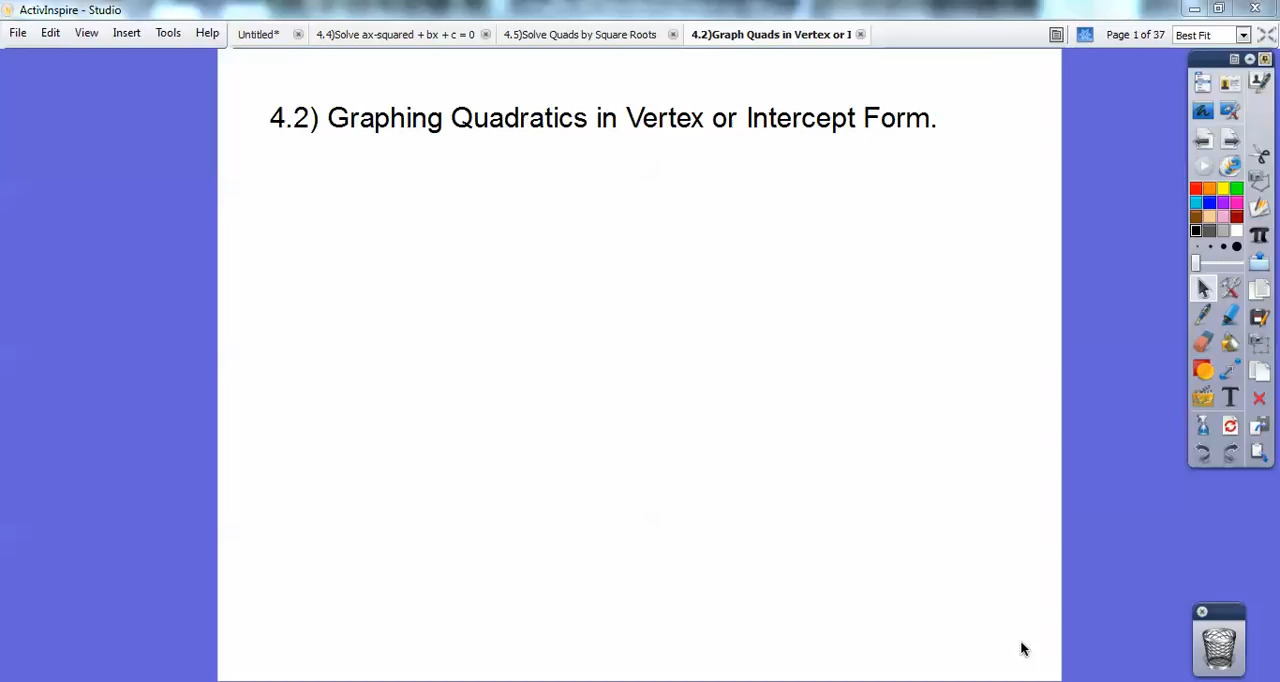 ActivInspire - Studio
File Edit View Insert Tools Help
Untitled* 4.4)Solve ax-squared + bx + c = 0 4.5)Solve Quads by Square Roots 4.2)Graph Quads in Vertex or I
Page 1 of 37 Best Fit
4.2) Graphing Quadratics in Vertex or Intercept Form.
T